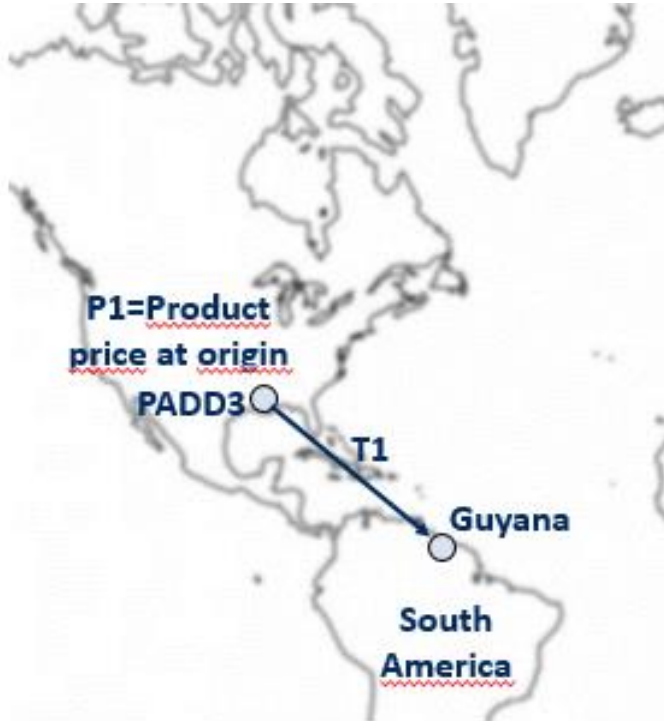 P1=Product
price at origin
PADD3
T1
Guyana
South
America